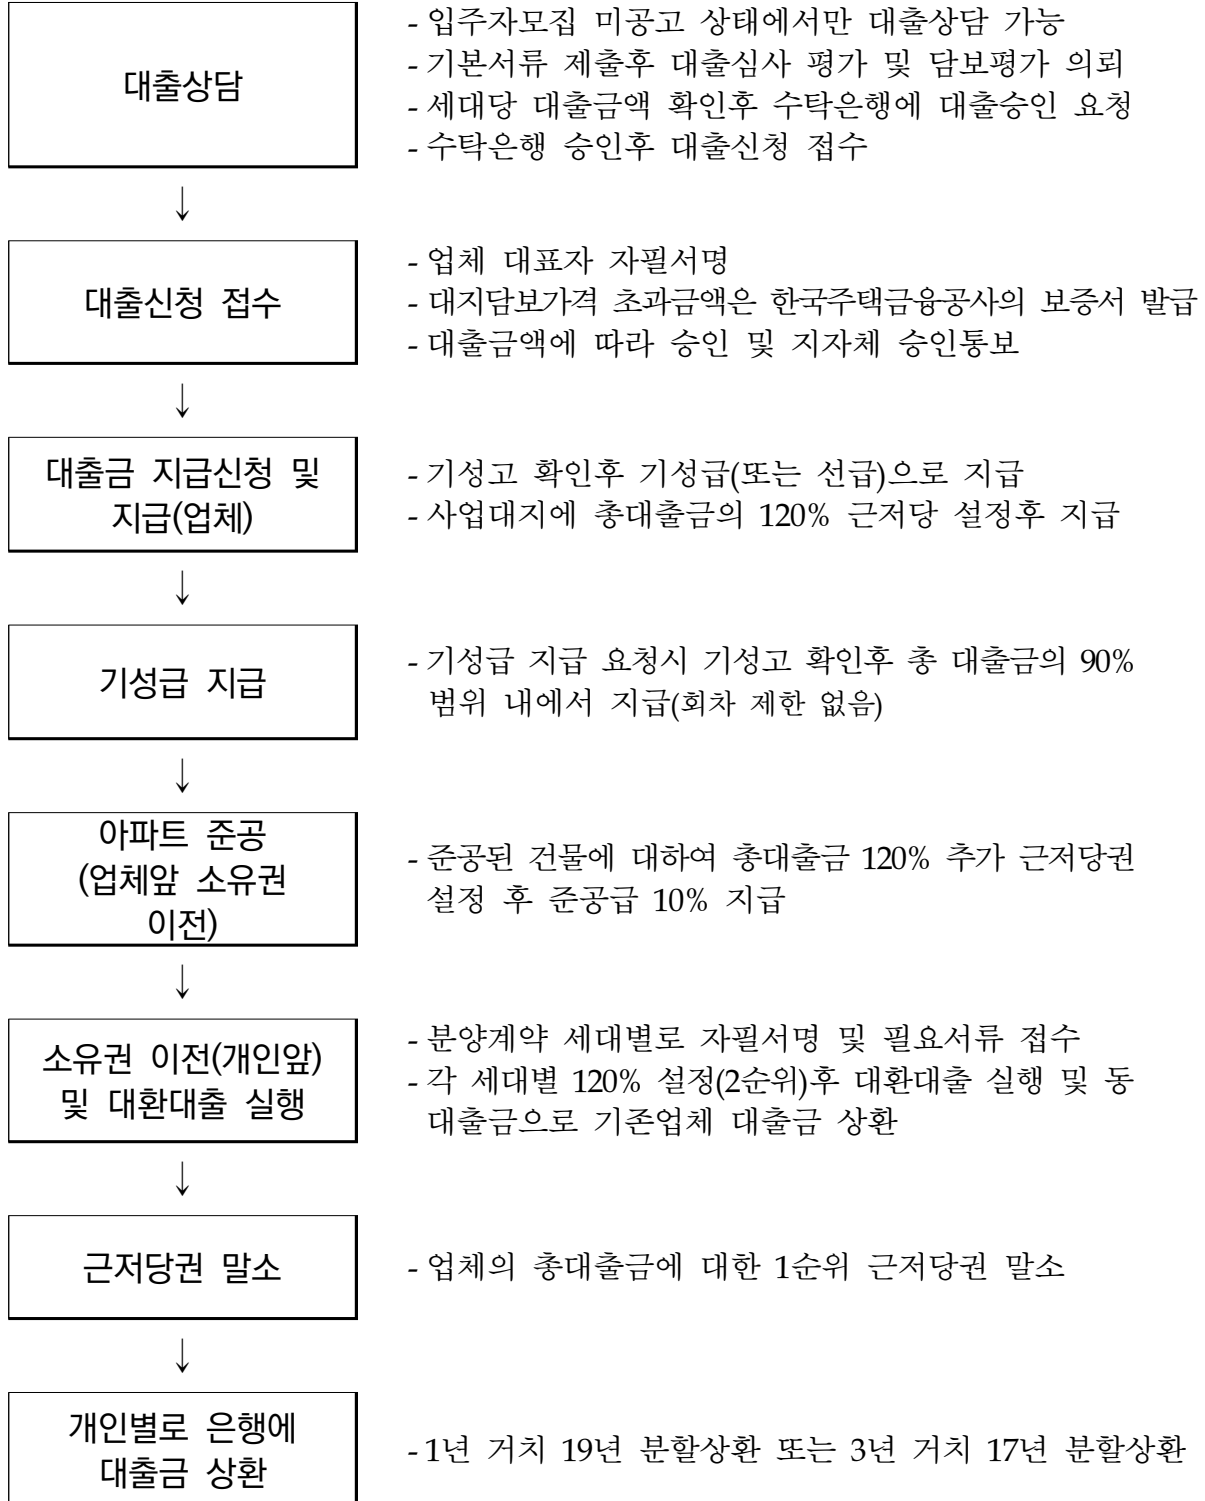 대출상담
- 입주자모집 미공고 상태에서만 대출상담 가능
- 기본서류 제출후 대출심사 평가 및 담보평가 의뢰
- 세대당 대출금액 확인후 수탁은행에 대출승인 요청
- 수탁은행 승인후 대출신청 접수
↓
대출신청 접수
- 업체 대표자 자필서명
- 대지담보가격 초과금액은 한국주택금융공사의 보증서 발급
- 대출금액에 따라 승인 및 지자체 승인통보
↓
대출금 지급신청 및
지급(업체)
- 기성고 확인후 기성급(또는 선급)으로 지급
- 사업대지에 총대출금의 120% 근저당 설정후 지급
↓
기성급 지급
- 기성급 지급 요청시 기성고 확인후 총 대출금의 90%
범위 내에서 지급(회차 제한 없음)
↓
아파트 준공
(업체앞 소유권
이전)
- 준공된 건물에 대하여 총대출금 120% 추가 근저당권
설정 후 준공급 10% 지급
↓
소유권 이전(개인앞)
및 대환대출 실행
- 분양계약 세대별로 자필서명 및 필요서류 접수
- 각 세대별 120% 설정(2순위)후 대환대출 실행 및 동
대출금으로 기존업체 대출금 상환
↓
근저당권 말소
- 업체의 총대출금에 대한 1순위 근저당권 말소
↓
개인별로 은행에
대출금 상환
- 1년 거치 19년 분할상환 또는 3년 거치 17년 분할상환